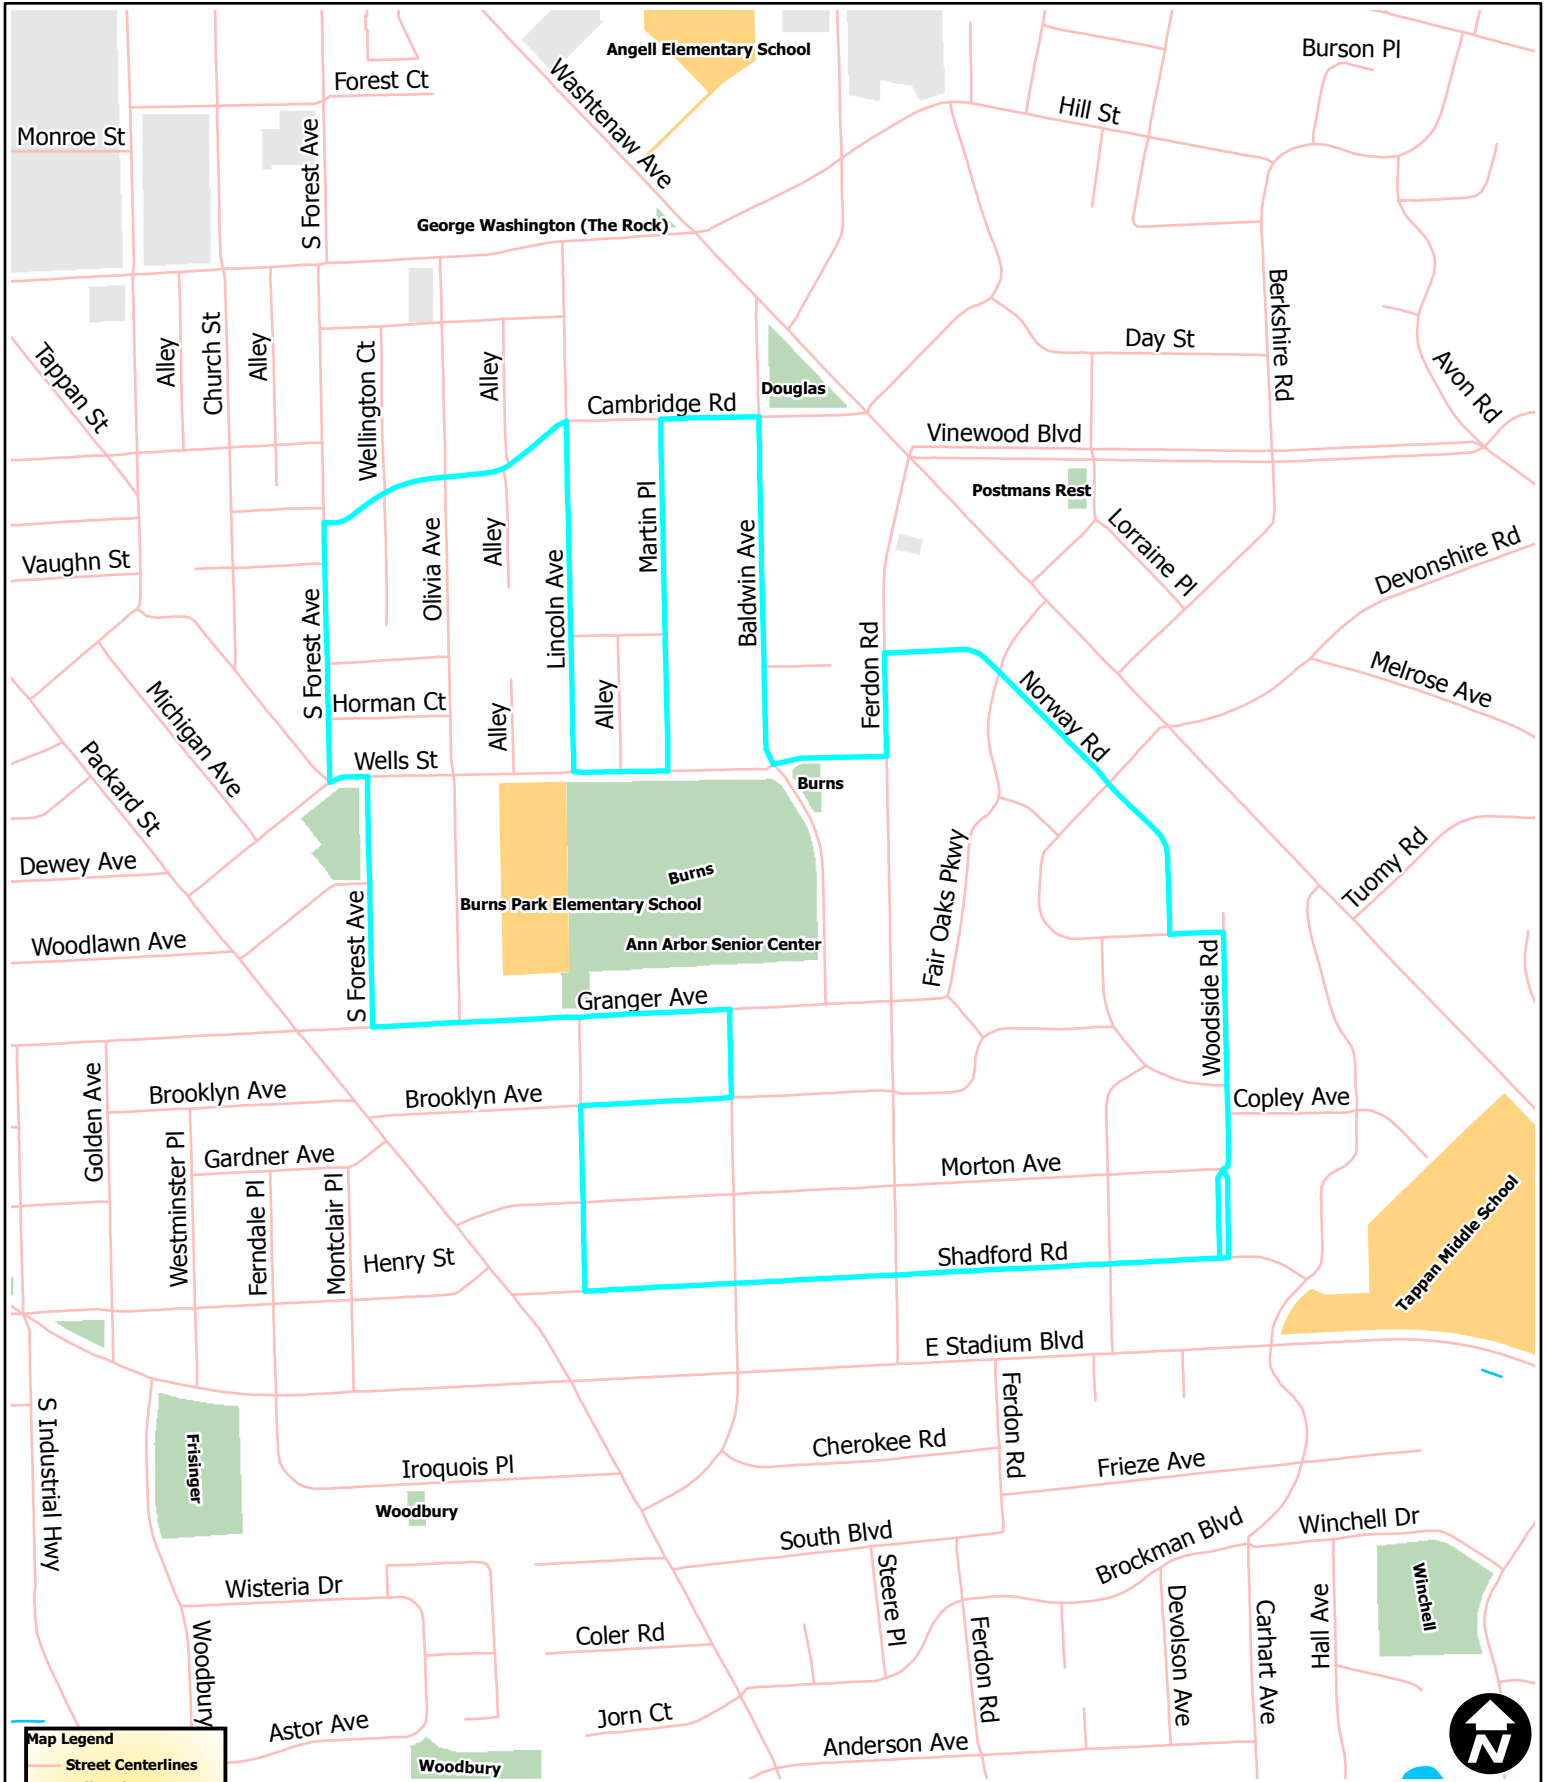 Angell Elementary School
Burson Pl
Forest Ct
Washtenaw Ave
Hill St
Monroe St
S Forest Ave
George Washington (The Rock)
Berkshire Rd
Tappan St
Alley
Church St
Alley
Wellington Ct
Alley
Day St
Avon Rd
Douglas
Cambridge Rd
Vinewood Blvd
Postmans Rest
Martin Pl
Olivia Ave
Alley
Lorraine Pl
Devonshire Rd
Vaughn St
Baldwin Ave
Lincoln Ave
S Forest Ave
Ferdon Rd
Melrose Ave
Michigan Ave
Horman Ct
Alley
Alley
Norway Rd
Packard St
Wells St
Burns
Dewey Ave
Burns
Fair Oaks Pkwy
Tuomy Rd
Burns Park Elementary School
Woodlawn Ave
S Forest Ave
Ann Arbor Senior Center
Granger Ave
Woodside Rd
Golden Ave
Brooklyn Ave
Brooklyn Ave
Copley Ave
Westminster Pl
Gardner Ave
Morton Ave
Ferndale Pl
Montclair Pl
Henry St
Shadford Rd
Tappan Middle School
E Stadium Blvd
S Industrial Hwy
Frisinger
Ferdon Rd
Cherokee Rd
Iroquois Pl
Frieze Ave
Woodbury
South Blvd
Brockman Blvd
Winchell Dr
Wisteria Dr
Steere Pl
Winchell
Woodbury
Coler Rd
Ferdon Rd
Devolson Ave
Carhart Ave
Hall Ave
Astor Ave
Jorn Ct
Anderson Ave
Map Legend
Street Centerlines
Woodbury
N